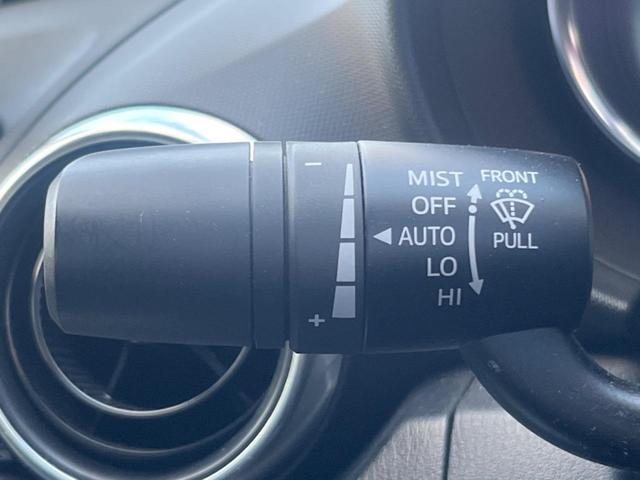 −
+
MIST
OFF
AUTO
LO
HI
FRONT
PULL